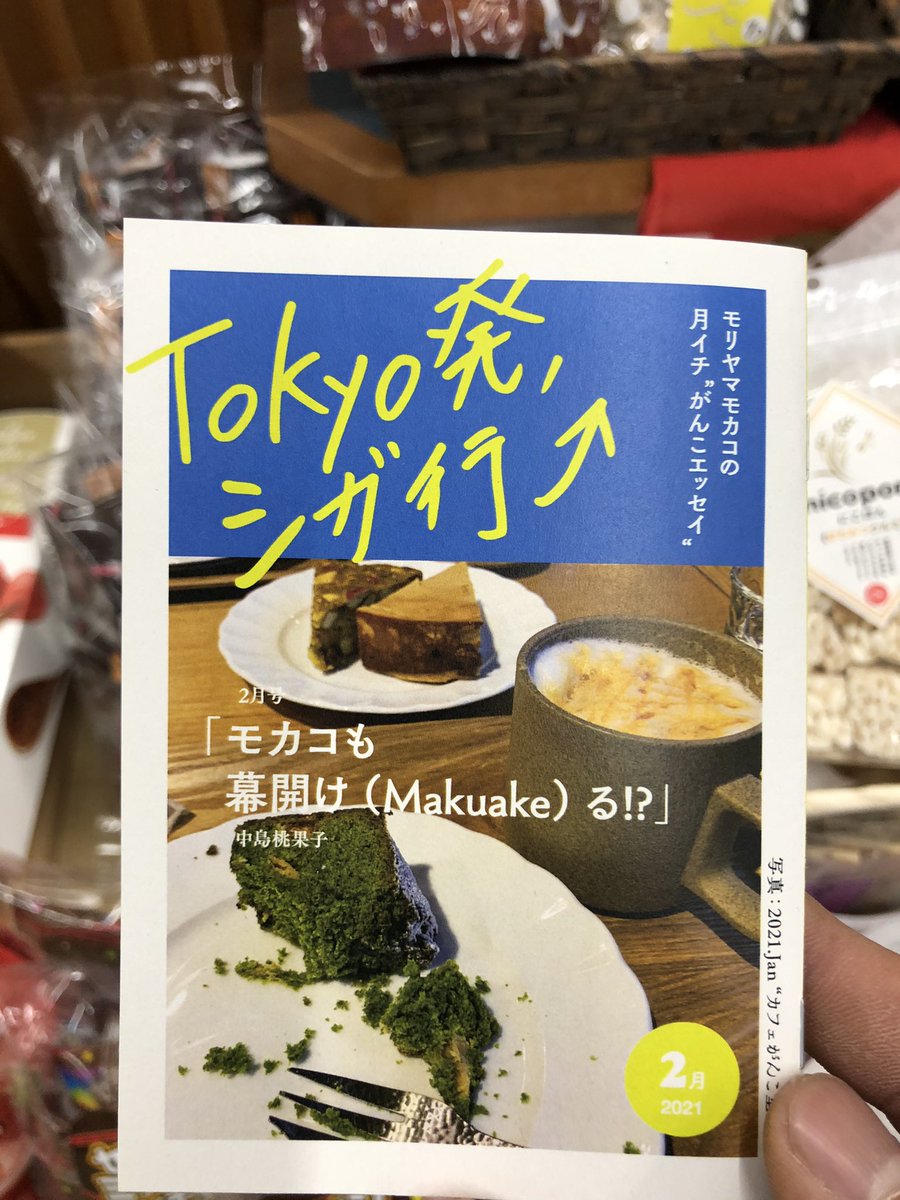 Tokyo発,
シガ行
モリヤマモカコの
月イチ”がんこエッセイ“
2月号
「モカコも
幕開け(Makuake)る!?」
中島桃果子
写真:2021.Jan “カフェがんこ
2月
2021
nicopon